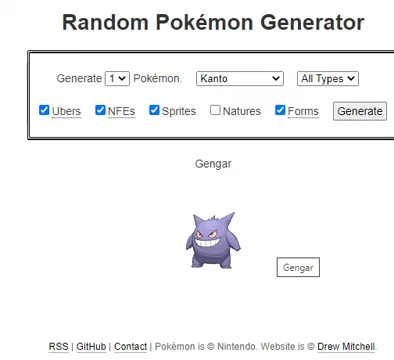 Random Pokémon Generator
Generate 1 Pokémon. Kanto All Types
Ubers NFEs Sprites Natures Forms Generate
Gengar
Gengar
RSS | GitHub | Contact | Pokémon is © Nintendo. Website is © Drew Mitchell.